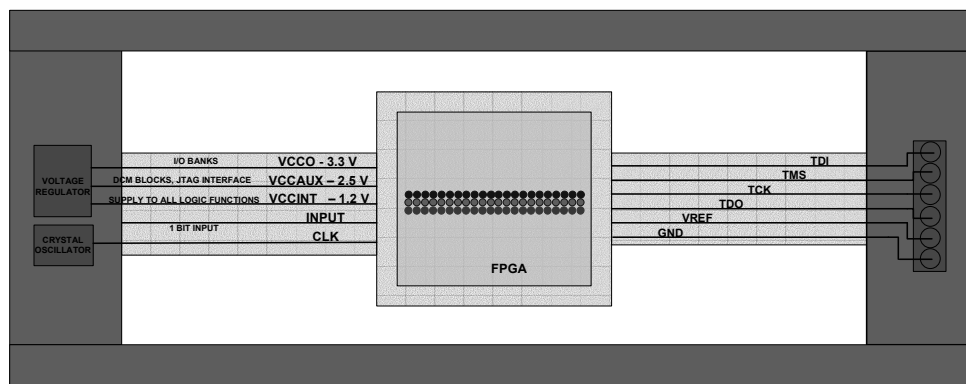 VOLTAGE
REGULATOR
CRYSTAL
OSCILLATOR
I/O BANKS VCCO - 3.3 V
DCM BLOCKS, JTAG INTERFACE VCCAUX – 2.5 V
SUPPLY TO ALL LOGIC FUNCTIONS VCCINT – 1.2 V
INPUT
1 BIT INPUT
CLK
FPGA
TDI
TMS
TCK
TDO
VREF
GND